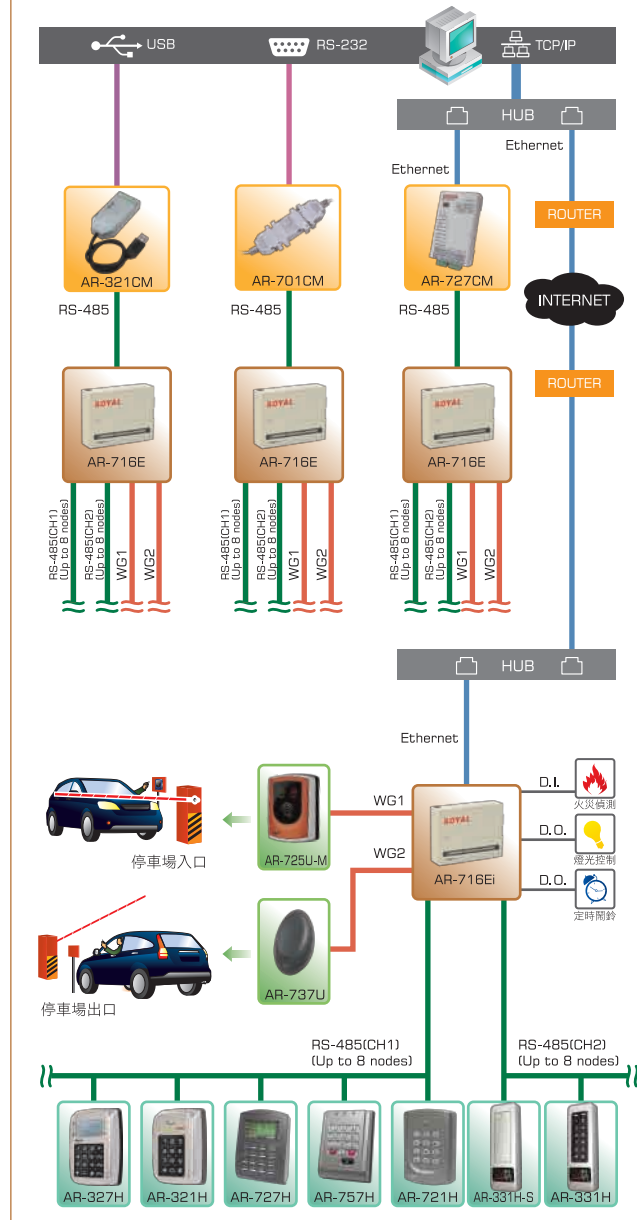 USB
RS-232
TCP/IP
HUB
Ethernet
Ethernet
AR-321CM
AR-701CM
AR-727CM
ROUTER
INTERNET
ROUTER
RS-485
RS-485
RS-485
SOYAL
SOYAL
SOYAL
AR-716E
AR-716E
AR-716E
RS-485(CH1)
(Up to 8 nodes)
RS-485(CH2)
(Up to 8 nodes)
WG1
WG2
RS-485(CH1)
(Up to 8 nodes)
RS-485(CH2)
(Up to 8 nodes)
WG1
WG2
RS-485(CH1)
(Up to 8 nodes)
RS-485(CH2)
(Up to 8 nodes)
WG1
WG2
HUB
Ethernet
WG1
WG2
SOYAL
AR-716Ei
D.I.
火災偵測
D.O.
燈光控制
D.O.
定時鬧鈴
停車場入口
AR-725U-M
停車場出口
AR-737U
RS-485(CH1)
(Up to 8 nodes)
RS-485(CH2)
(Up to 8 nodes)
AR-327H
AR-321H
AR-727H
AR-757H
AR-721H
AR-331H-S
AR-331H